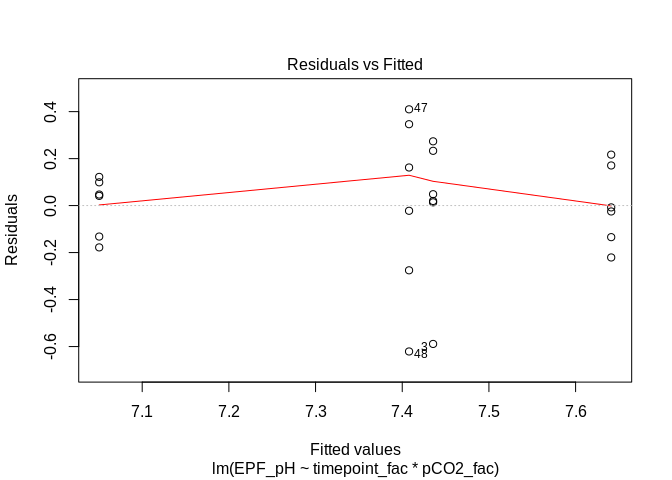 Residuals vs Fitted
Residuals
0.4
0.2
0.0
-0.2
-0.4
-0.6
47
3
48
7.1 7.2 7.3 7.4 7.5 7.6
Fitted values
lm(EPF_pH ~ timepoint_fac * pCO2_fac)